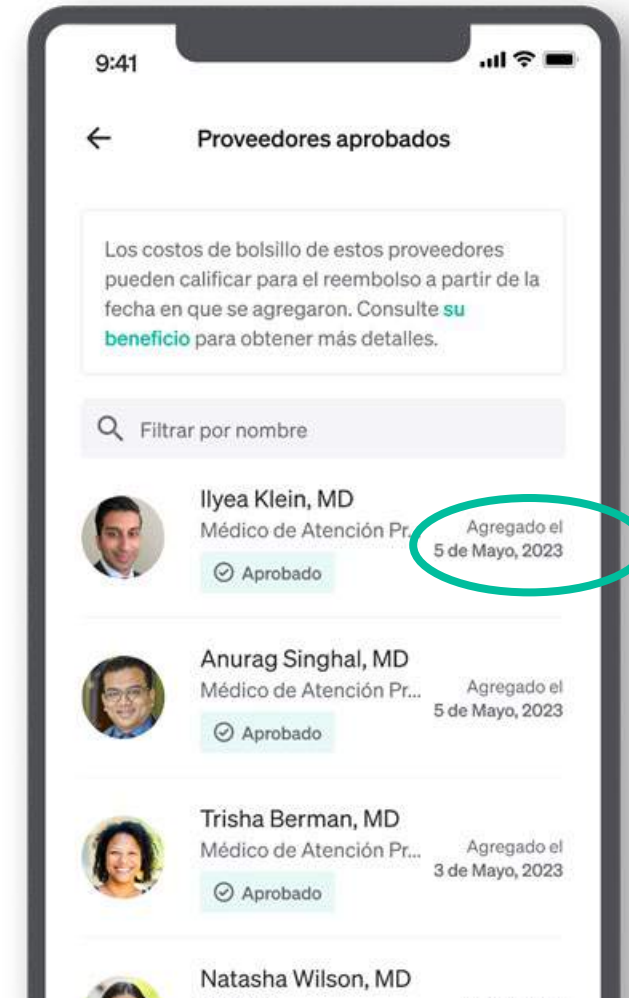 9:41
Proveedores aprobados
Los costos de bolsillo de estos proveedores
pueden calificar para el reembolso a partir de la
fecha en que se agregaron. Consulte su
beneficio para obtener más detalles.
Filtrar por nombre
Ilyea Klein, MD
Médico de Atención Pr...
Aprobado
Agregado el
5 de Mayo, 2023
Anurag Singhal, MD
Médico de Atención Pr...
Aprobado
Agregado el
5 de Mayo, 2023
Trisha Berman, MD
Médico de Atención Pr...
Aprobado
Agregado el
3 de Mayo, 2023
Natasha Wilson, MD